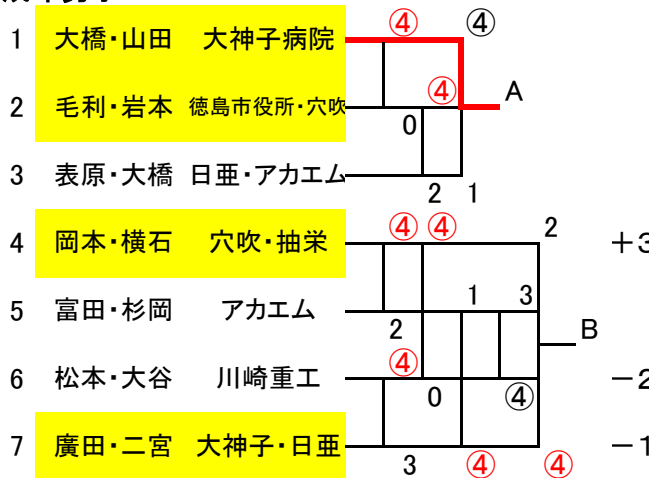 ④ ④
1 大橋・山田 大神子病院
④ A
2 毛利・岩本 徳島市役所・穴吹
0
3 表原・大橋 日亜・アカエム
2 1
④ ④ 2
4 岡本・横石 穴吹・抽栄 +3
1 3
5 富田・杉岡 アカエム
2 B
④
6 松本・大谷 川崎重工 -2
0 ④
7 廣田・二宮 大神子・日亜 -1
3 ④ ④